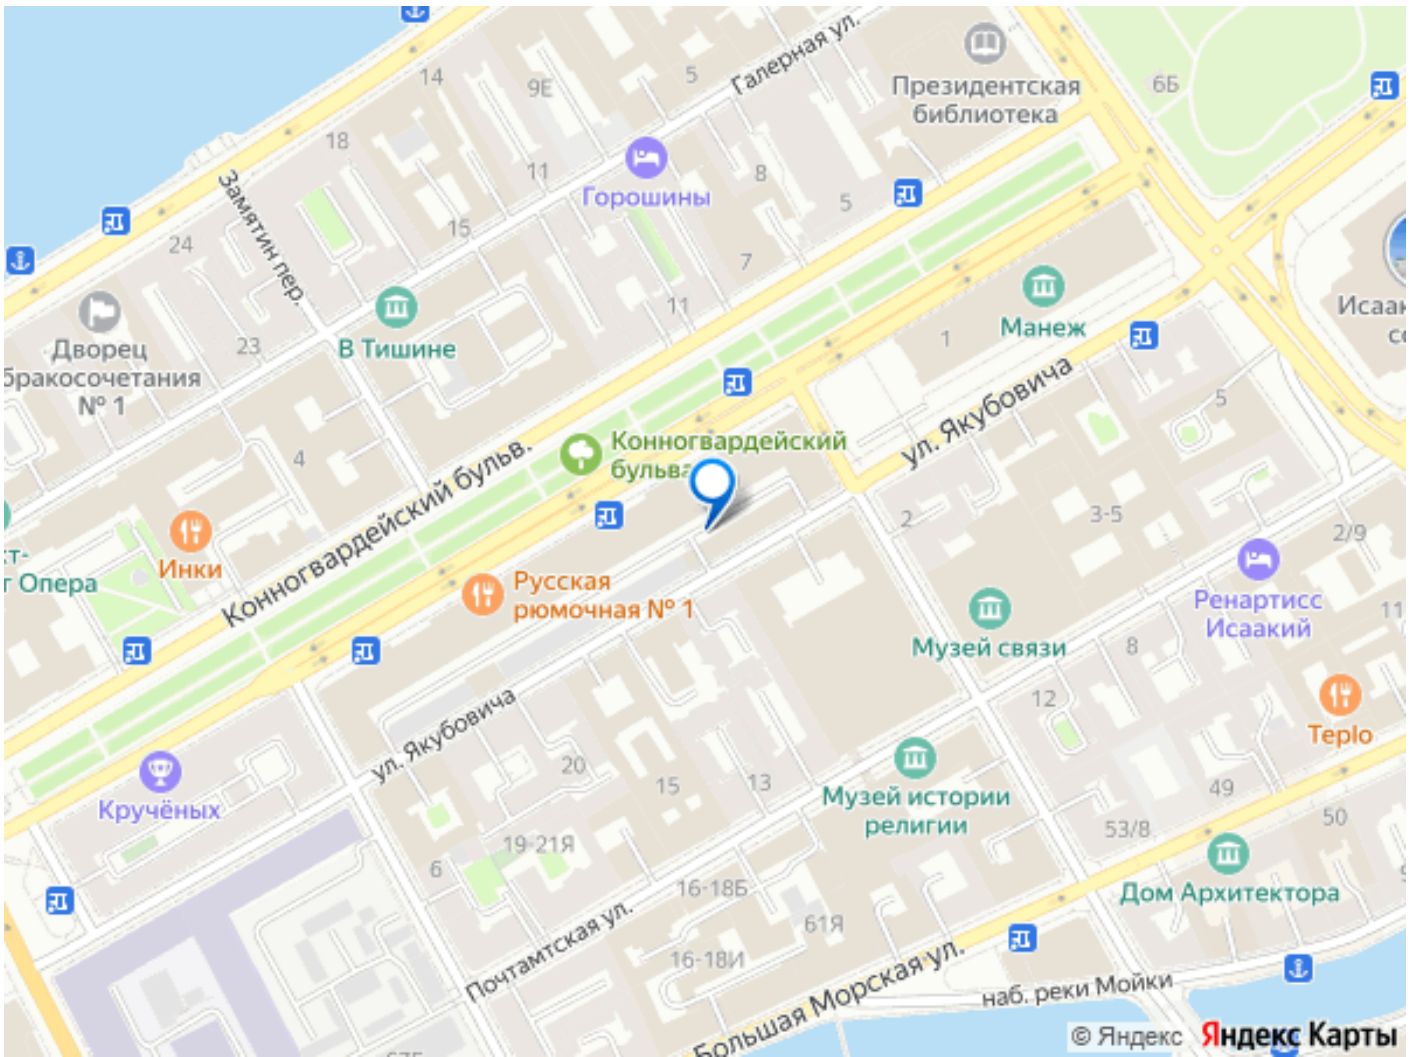 14
9Е
5
Галерная ул.
Президентская
библиотека
6Б
18
Замятин пер.
11
Горошины
8
5
15
24
7
11
Манеж
1
В Тишине
Дворец
бракосочетания
№ 1
23
ул. Якубовича
5
4
Конногвардейский бульв.
Конногвардейский
2
3-5
2/9
Инки
г Опера
Русская
рюмочная № 1
Ренартисс
Исаакий
11
Музей связи
8
12
Teplo
ул. Якубовича
20
15
13
Кручёных
Музей истории
религии
49
50
53/8
19-21Я
6
16-18Б
Дом Архитектора
61Я
Почтамтская ул.
16-18И
Большая Морская ул.
наб. реки Мойки
© Яндекс Яндекс Карты